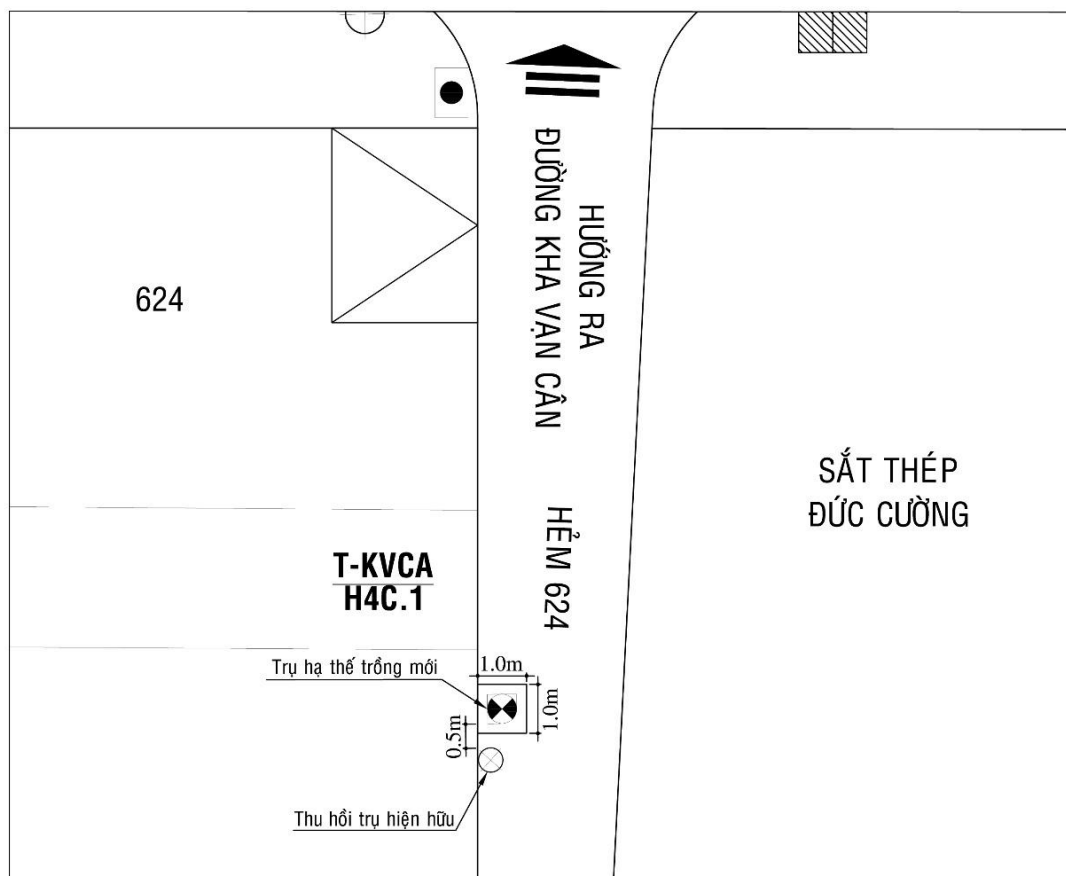 ĐƯỜNG KHA VẠN CÂN
HƯỚNG RA
624
SẮT THÉP
ĐỨC CƯỜNG
HẺM 624
T-KVCA
H4C.1
Trụ hạ thế trồng mới
1.0m
1.0m
0.5m
Thu hồi trụ hiện hữu